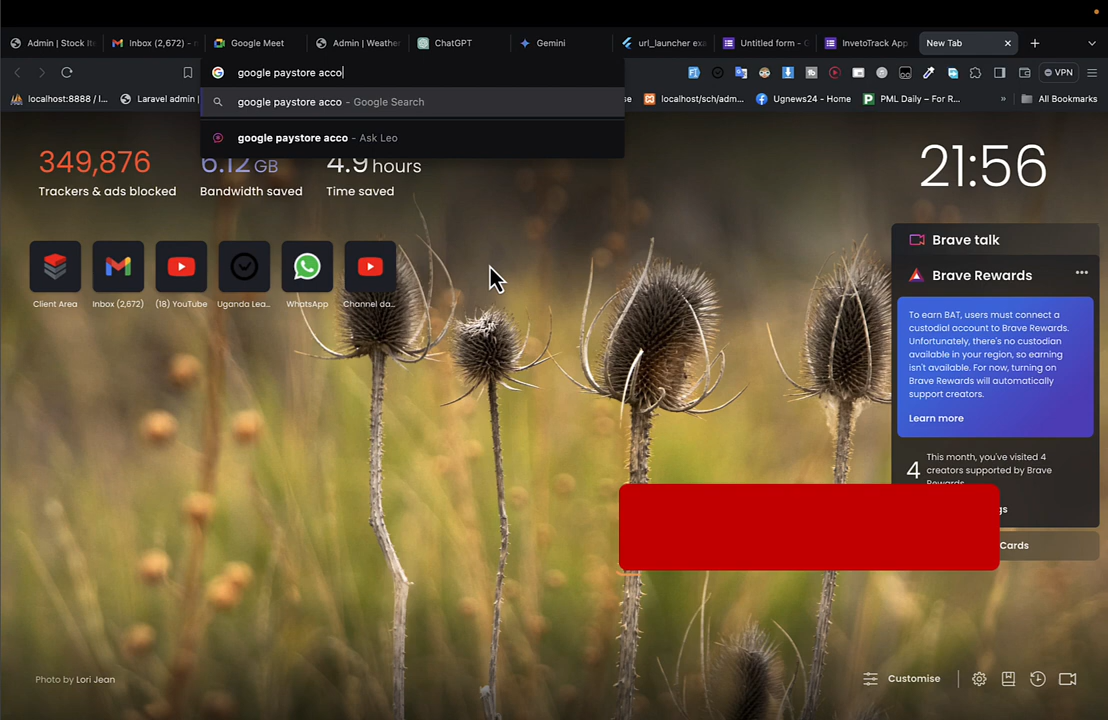 Admin | Stock It
Inbox (2,672) - n
Google Meet
Admin | Weathe
ChatGPT
Gemini
url_launcher exa
Untitled form - G
InvetoTrack App
New Tab
google paystore acco
VPN
localhost:8888 / l...
Laravel admin |
google paystore acco - Google Search
se
localhost/sch/adm...
Ugnews24 - Home
PML Daily – For R...
»
All Bookmarks
google paystore acco - Ask Leo
349,876
6.12 GB
4.9 hours
Trackers & ads blocked
Bandwidth saved
Time saved
21:56
Client Area
Inbox (2,672)
(18) YouTube
Uganda Lea...
WhatsApp
Channel da...
Brave talk
Brave Rewards
To earn BAT, users must connect a
custodial account to Brave Rewards.
Unfortunately, there's no custodian
available in your region, so earning
isn't available. For now, turning on
Brave Rewards will automatically
support creators.
Learn more
4
This month, you've visited 4
creators supported by Brave
Rewards
gs
Cards
Photo by Lori Jean
Customise